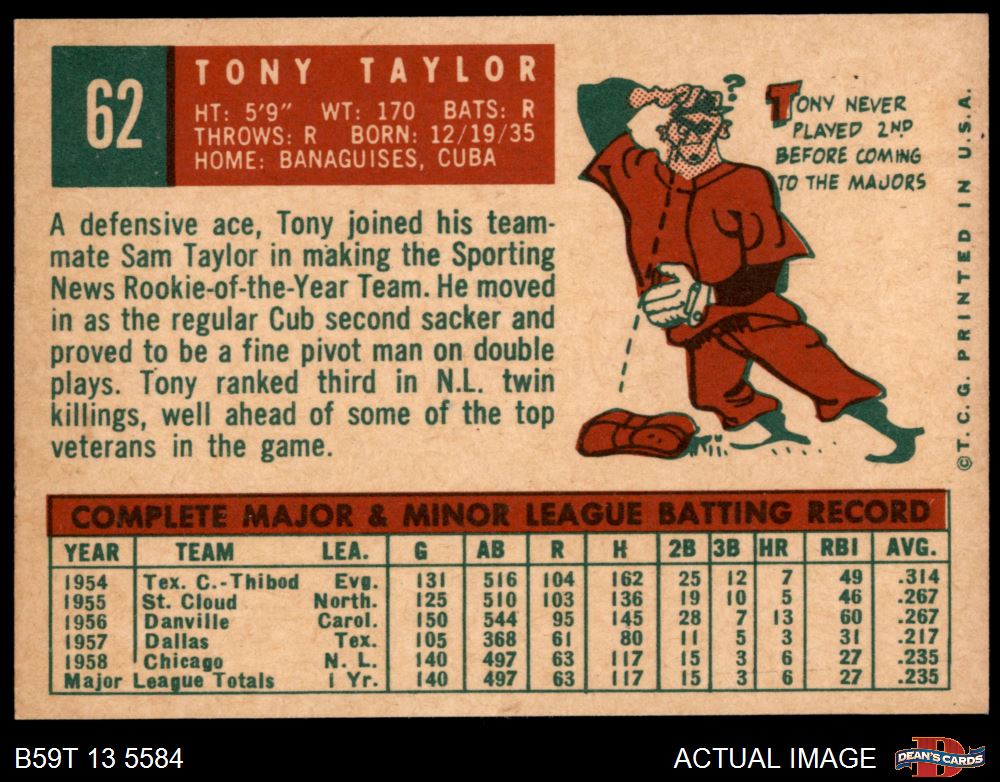 62
TONY TAYLOR
HT: 5'9" WT: 170 BATS: R
THROWS: R BORN: 12/19/35
HOME: BANAGUISES, CUBA
A defensive ace, Tony joined his team-
mate Sam Taylor in making the Sporting
News Rookie-of-the-Year Team. He moved
in as the regular Cub second sacker and
proved to be a fine pivot man on double
plays. Tony ranked third in N.L. twin
killings, well ahead of some of the top
veterans in the game.
?
TONY NEVER
PLAYED 2ND
BEFORE COMING
TO THE MAJORS
© T. C. G. PRINTED IN U.S.A.
COMPLETE MAJOR & MINOR LEAGUE BATTING RECORD
YEAR TEAM LEA. G AB R H 2B 3B HR RBI AVG.
1954 Tex. C.-Thibod Evg. 131 516 104 162 25 12 7 49 .314
1955 St. Cloud North. 125 510 103 136 19 10 5 46 .267
1956 Danville Carol. 150 544 95 145 28 7 13 60 .267
1957 Dallas Tex. 105 368 61 80 11 5 3 31 .217
1958 Chicago N. L. 140 497 63 117 15 3 6 27 .235
Major League Totals 1 Yr. 140 497 63 117 15 3 6 27 .235
B59T 13 5584
ACTUAL IMAGE
D
DEAN'S CARDS